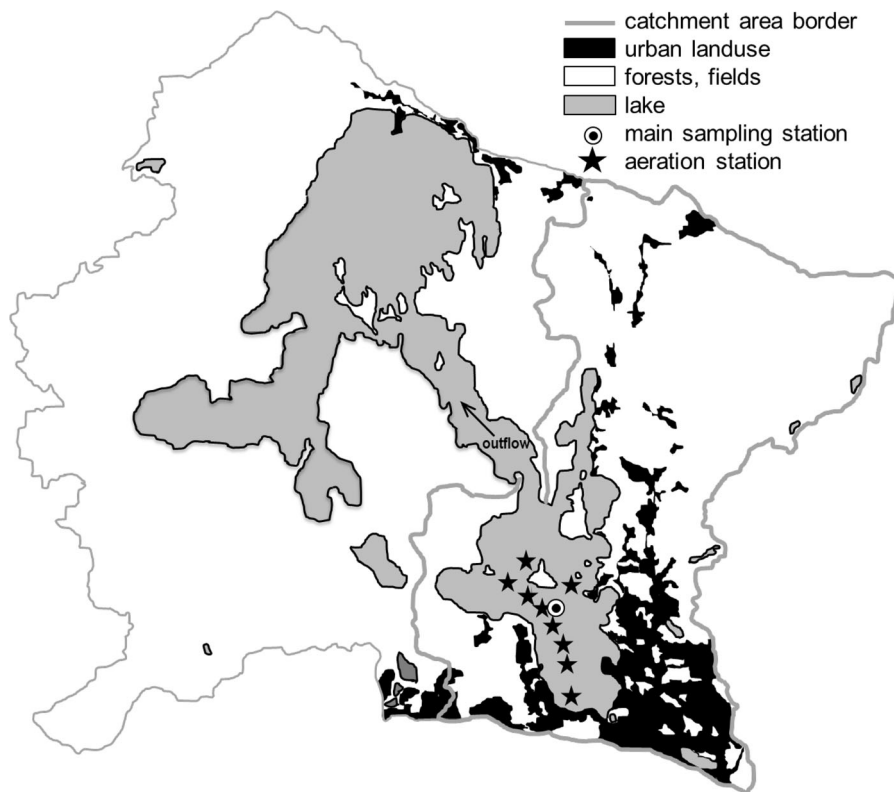 catchment area border
urban landuse
forests, fields
lake
main sampling station
aeration station
outflow